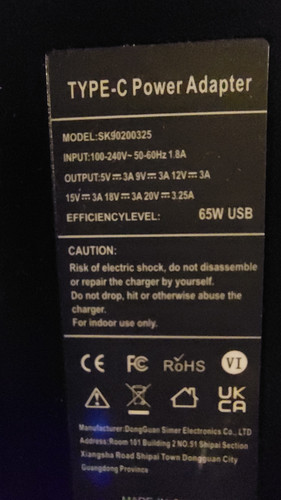 TYPE-C Power Adapter
MODEL:SK90200325
INPUT:100-240V~ 50-60Hz 1.8A
OUTPUT:5V⎓3A 9V⎓3A 12V⎓3A
15V⎓3A 18V⎓3A 20V⎓3.25A
EFFICIENCYLEVEL: 65W USB
CAUTION:
Risk of electric shock, do not disassemble
or repair the charger by yourself.
Do not drop, hit or otherwise abuse the
charger.
For indoor use only.
CE FC RoHS VI
UK
CA
Manufacturer:DongGuan Simer Electronics Co., LTD
Address:Room 101 Building 2 NO.51 Shipai Section
Xiangsha Road Shipai Town Dongguan City
Guangdong Province